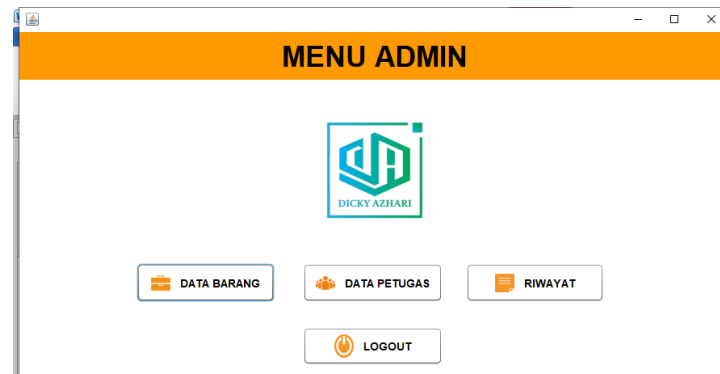 MENU ADMIN
DICKY AZHARI
DATA BARANG
DATA PETUGAS
RIWAYAT
LOGOUT